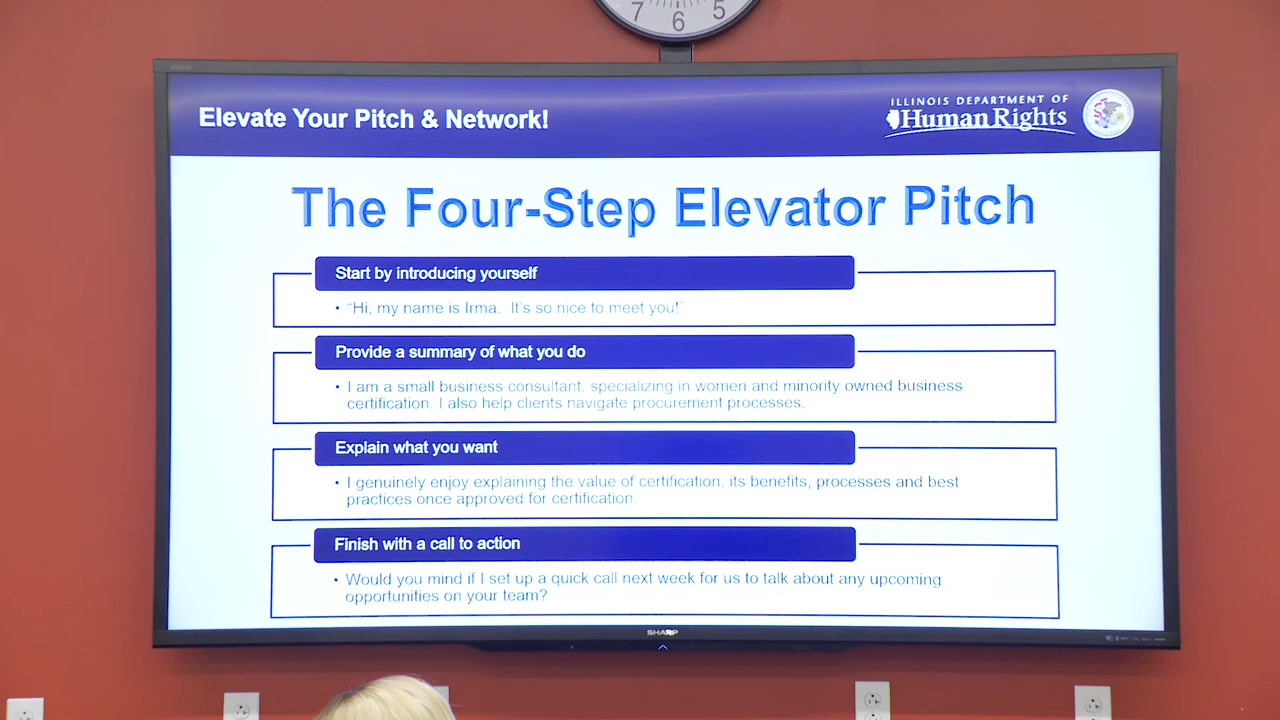 7 6 5
Elevate Your Pitch & Network!
ILLINOIS DEPARTMENT OF
Human Rights
The Four-Step Elevator Pitch
Start by introducing yourself
• “Hi, my name is Irma. It’s so nice to meet you!”
Provide a summary of what you do
• I am a small business consultant, specializing in women and minority owned business
certification. I also help clients navigate procurement processes.
Explain what you want
• I genuinely enjoy explaining the value of certification, its benefits, processes and best
practices once approved for certification.
Finish with a call to action
• Would you mind if I set up a quick call next week for us to talk about any upcoming
opportunities on your team?
SHARP